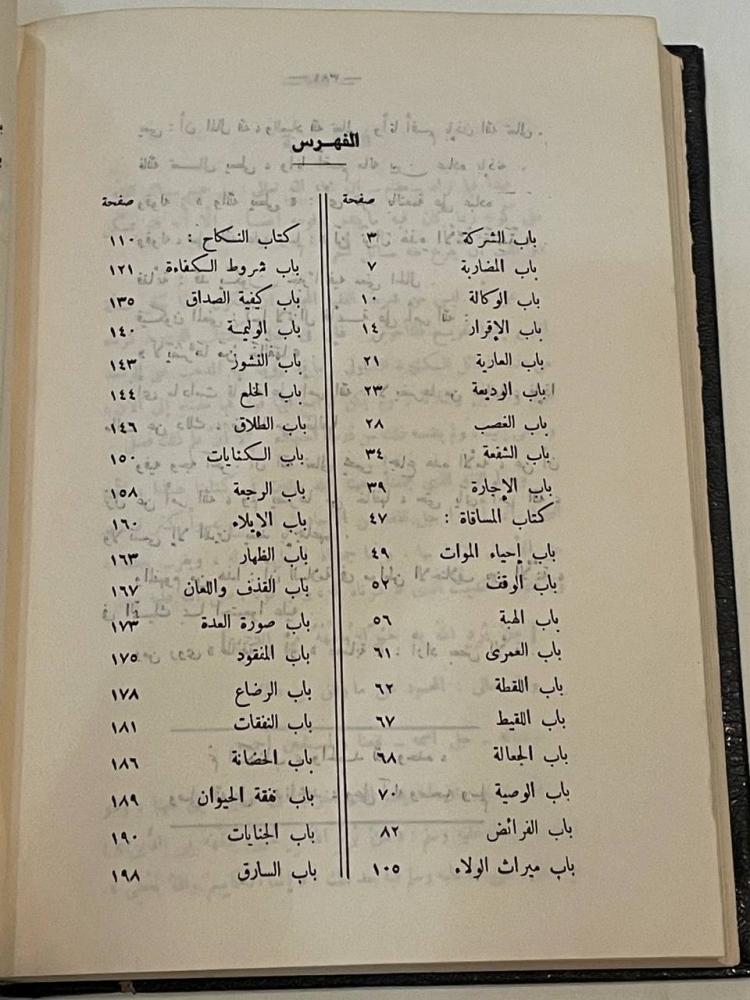 الفهرس
صفحة
باب الشركة ٣
باب المضاربة ٧
باب الوكالة ١٠
باب الإقرار ١٤
باب العارية ٢١
باب الوديعة ٢٣
باب الغصب ٢٨
باب الشفعة ٣٤
باب الإجارة ٣٩
كتاب المساقاة : ٤٧
باب إحياء الموات ٤٩
باب الوقف ٥٢
باب الهبة ٥٦
باب العمرى ٦١
باب اللقطة ٦٢
باب اللقيط ٦٧
باب الجعالة ٦٨
باب الوصية ٧٠
باب الفرائض ٨٢
باب ميراث الولاء ١٠٥
صفحة
كتاب النكاح : ١١٠
باب شروط الكفاءة ١٢١
باب كيفية الصداق ١٣٥
باب الوليمة ١٤٠
باب النشوز ١٤٣
باب الخلع ١٤٤
باب الطلاق ١٤٦
باب الكنايات ١٥٠
باب الرجعة ١٥٨
باب الإيلاء ١٦٠
باب الظهار ١٦٣
باب القذف واللعان ١٦٧
باب صورة العدة ١٧٣
باب المفقود ١٧٥
باب الرضاع ١٧٨
باب النفقات ١٨١
باب الحضانة ١٨٦
باب نفقة الحيوان ١٨٩
باب الجنايات ١٩٠
باب السارق ١٩٨